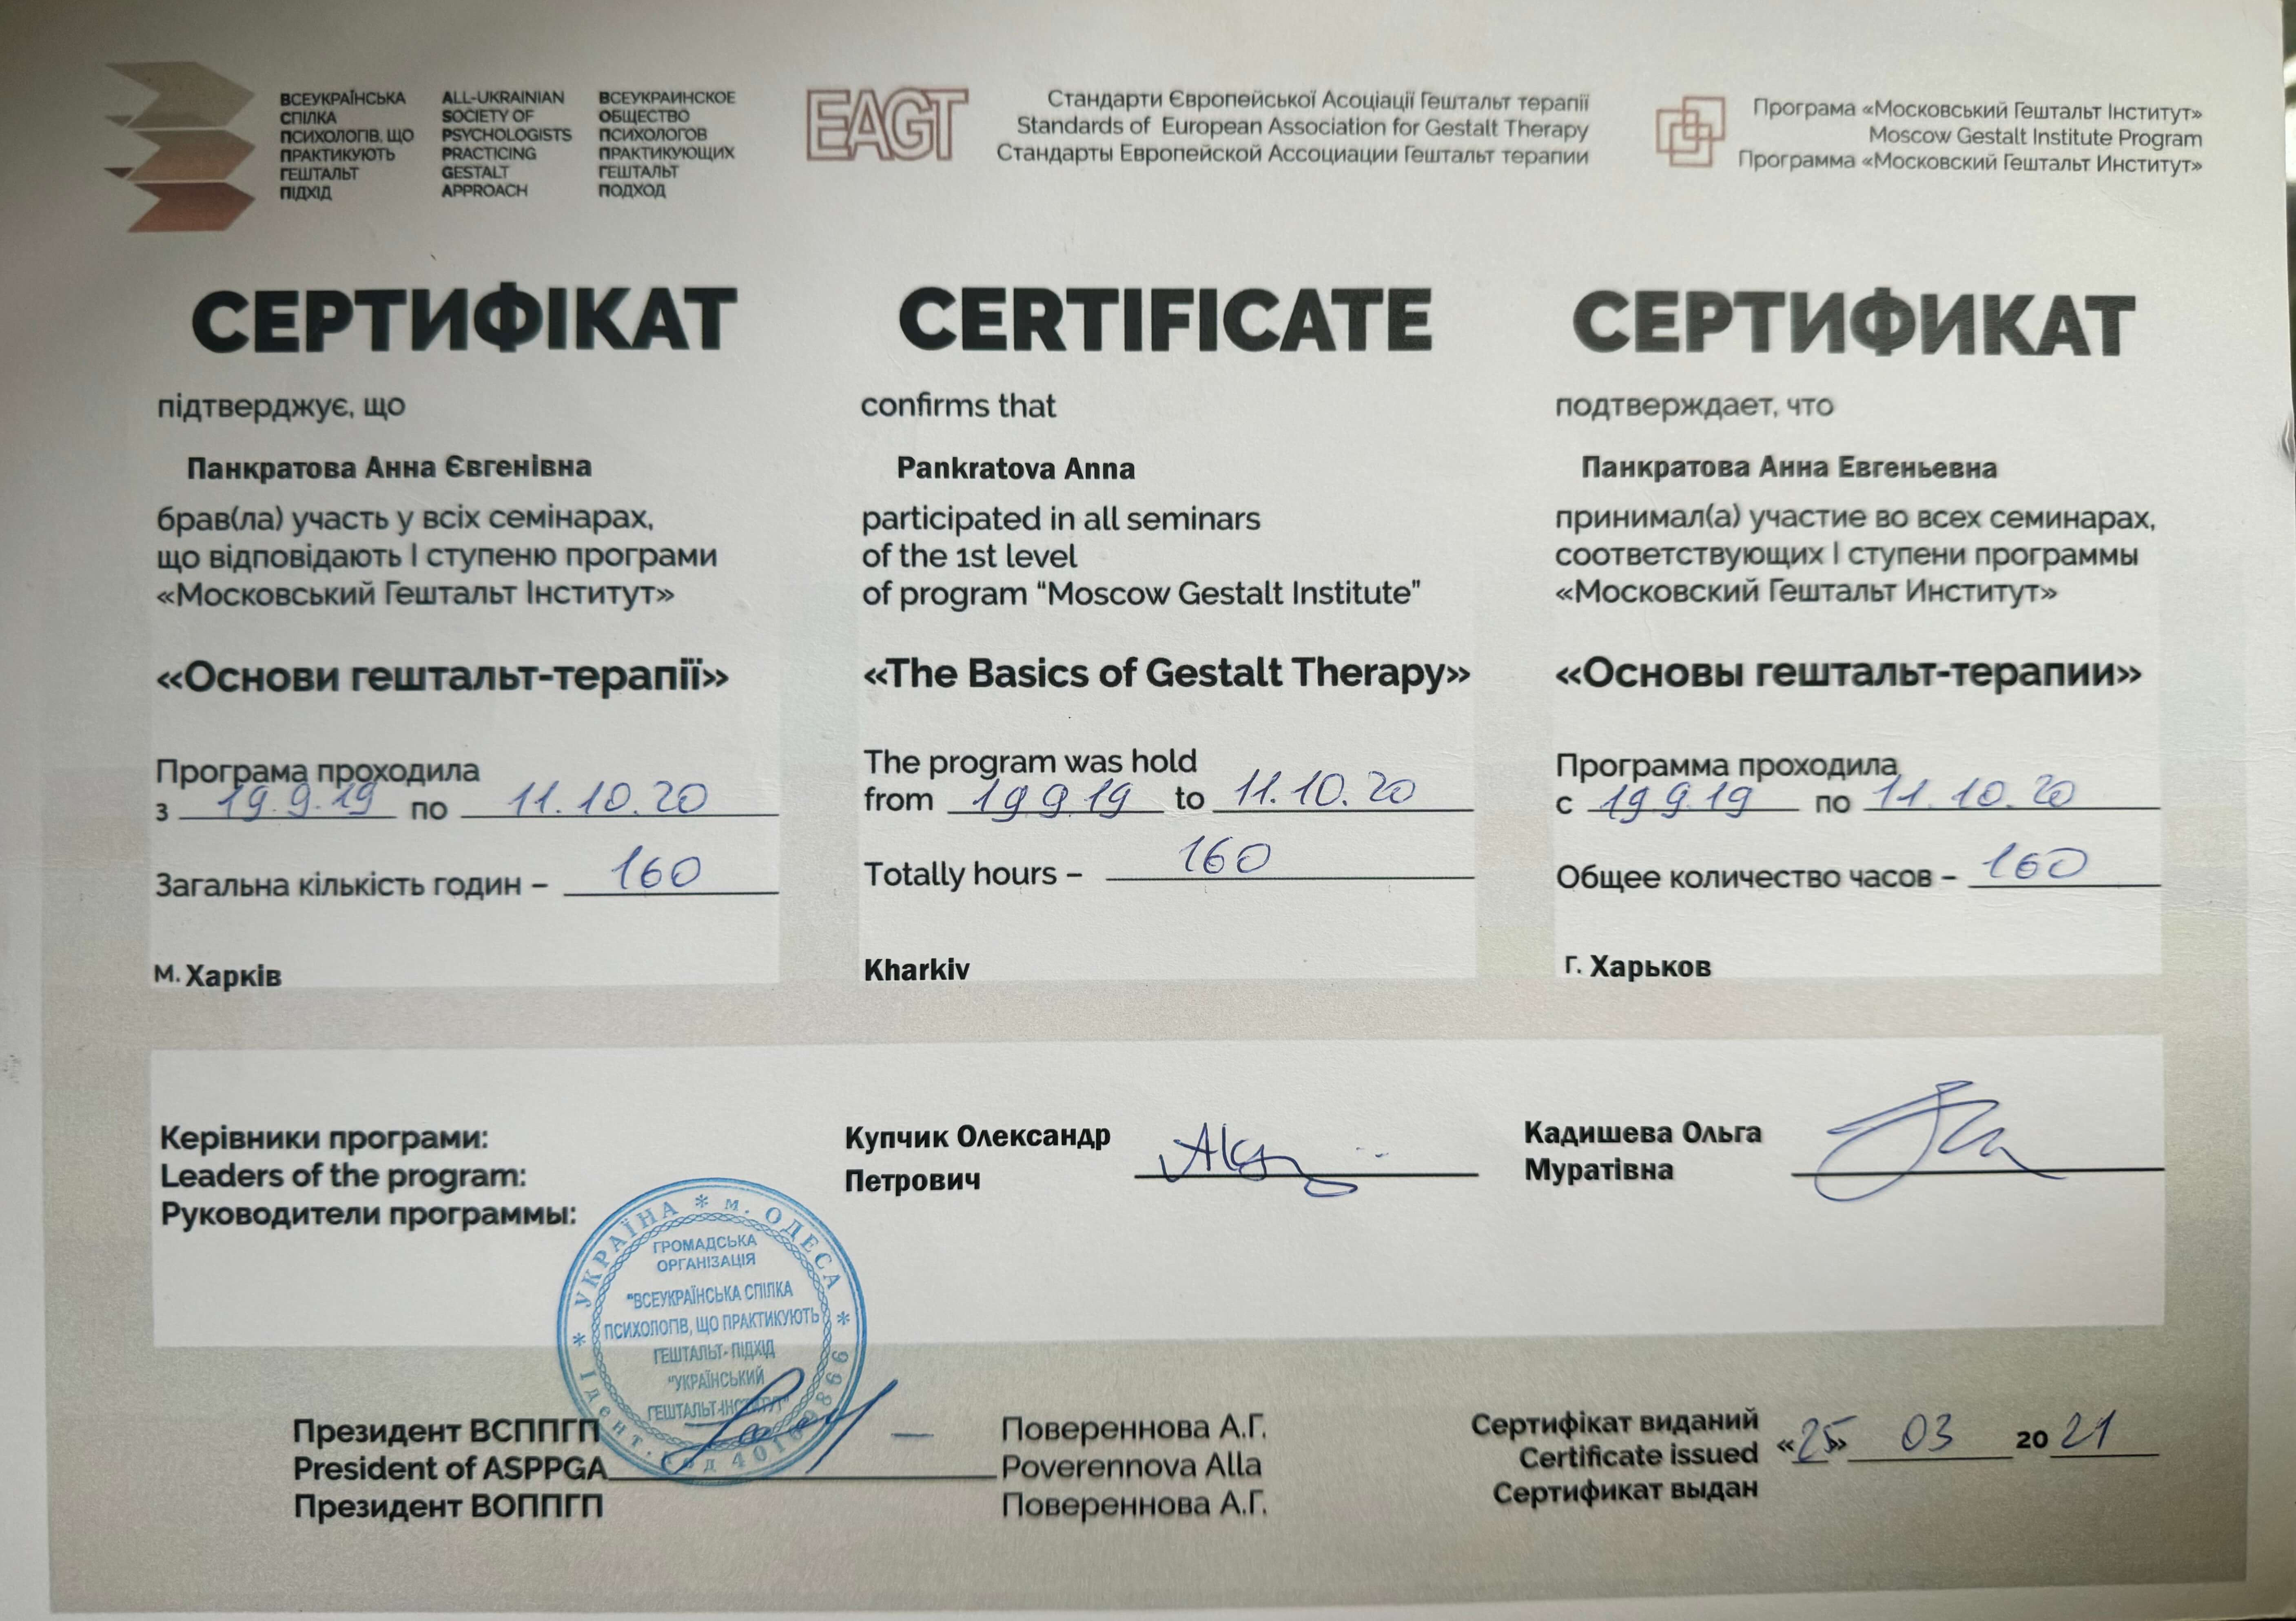 ВСЕУКРАЇНСЬКА
СПІЛКА
ПСИХОЛОГІВ, ЩО
ПРАКТИКУЮТЬ
ГЕШТАЛЬТ
ПІДХІД
ALL-UKRAINIAN
SOCIETY OF
PSYCHOLOGISTS
PRACTICING
GESTALT
APPROACH
ВСЕУКРАИНСКОЕ
ОБЩЕСТВО
ПСИХОЛОГОВ
ПРАКТИКУЮЩИХ
ГЕШТАЛЬТ
ПОДХОД
EAGT
Стандарти Європейської Асоціації Гештальт терапії
Standards of European Association for Gestalt Therapy
Стандарты Европейской Ассоциации Гештальт терапии
Програма «Московський Гештальт Інститут»
Moscow Gestalt Institute Program
Программа «Московский Гештальт Институт»
СЕРТИФІКАТ
підтверджує, що
Панкратова Анна Євгенівна
брав(ла) участь у всіх семінарах,
що відповідають І ступеню програми
«Московський Гештальт Інститут»
«Основи гештальт-терапії»
Програма проходила
з 19.9.19 по 11.10.20
Загальна кількість годин – 160
м. Харків
CERTIFICATE
confirms that
Pankratova Anna
participated in all seminars
of the 1st level
of program “Moscow Gestalt Institute”
«The Basics of Gestalt Therapy»
The program was hold
from 19 9 19 to 11.10.20
Totally hours – 160
Kharkiv
СЕРТИФИКАТ
подтверждает, что
Панкратова Анна Евгеньевна
принимал(а) участие во всех семинарах,
соответствующих I ступени программы
«Московский Гештальт Институт»
«Основы гештальт-терапии»
Программа проходила
с 19 9.19 по 11.10.20
Общее количество часов – 160
г. Харьков
Керівники програми:
Leaders of the program:
Руководители программы:
Купчик Олександр
Петрович
Кадишева Ольга
Муратівна
УКРАЇНА * м. ОДЕСА *
Ідент. код 40169866 *
ГРОМАДСЬКА
ОРГАНІЗАЦІЯ
"ВСЕУКРАЇНСЬКА СПІЛКА
ПСИХОЛОГІВ, ЩО ПРАКТИКУЮТЬ
ГЕШТАЛЬТ- ПІДХІД
"УКРАЇНСЬКИЙ
ГЕШТАЛЬТ-ІНСТИТУТ"
Президент ВСППГП
President of ASPPGA
Президент ВОППГП
Повереннова А.Г.
Poverennova Alla
Повереннова А.Г.
Сертифікат виданий
Certificate issued «25» 03 2021
Сертификат выдан